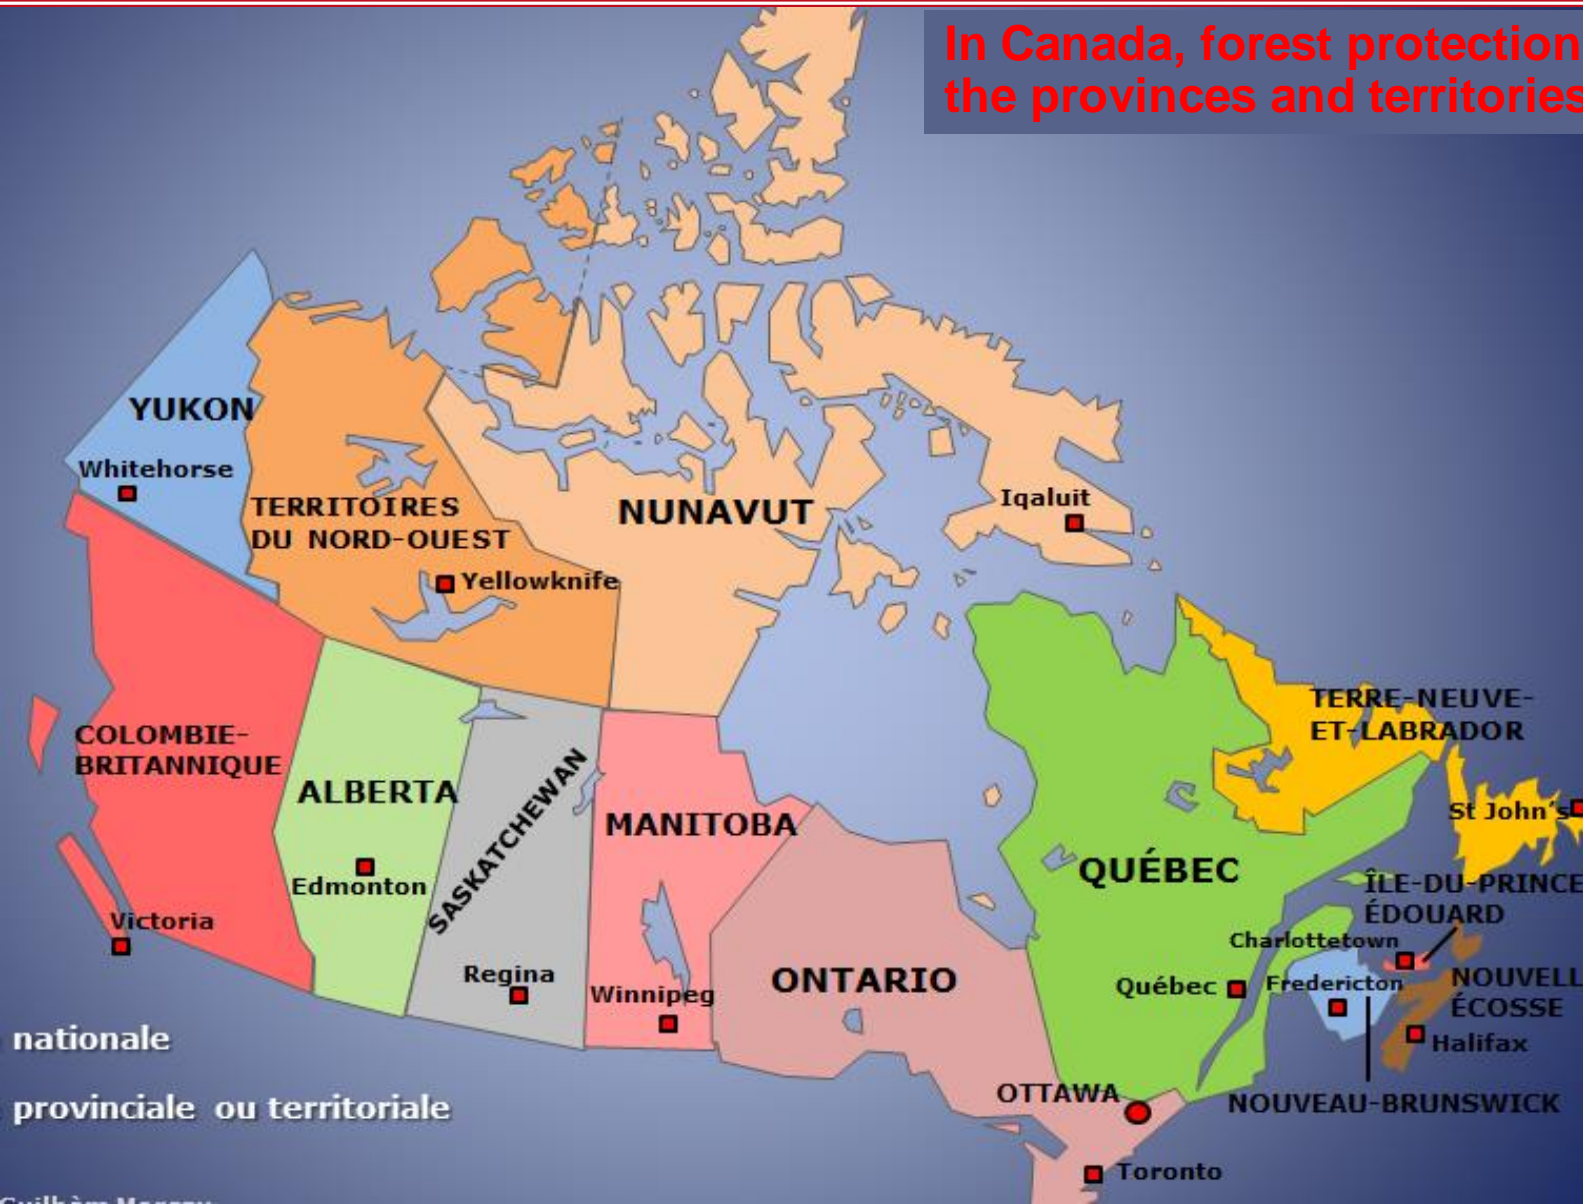 In Canada, forest protection
the provinces and territories
YUKON
Whitehorse
TERRITOIRES
DU NORD-OUEST
Yellowknife
NUNAVUT
Iqaluit
COLOMBIE-
BRITANNIQUE
ALBERTA
Edmonton
Victoria
SASKATCHEWAN
Regina
MANITOBA
Winnipeg
ONTARIO
QUÉBEC
Québec
TERRE-NEUVE-
ET-LABRADOR
St John's
ÎLE-DU-PRINCE
ÉDOUARD
Charlottetown
Fredericton
NOUVELL
ÉCOSSE
Halifax
NOUVEAU-BRUNSWICK
OTTAWA
Toronto
nationale
provinciale ou territoriale